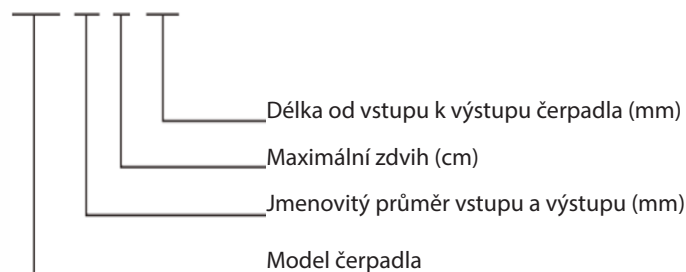 Délka od vstupu k výstupu čerpadla (mm)
Maximální zdvih (cm)
Jmenovitý průměr vstupu a výstupu (mm)
Model čerpadla